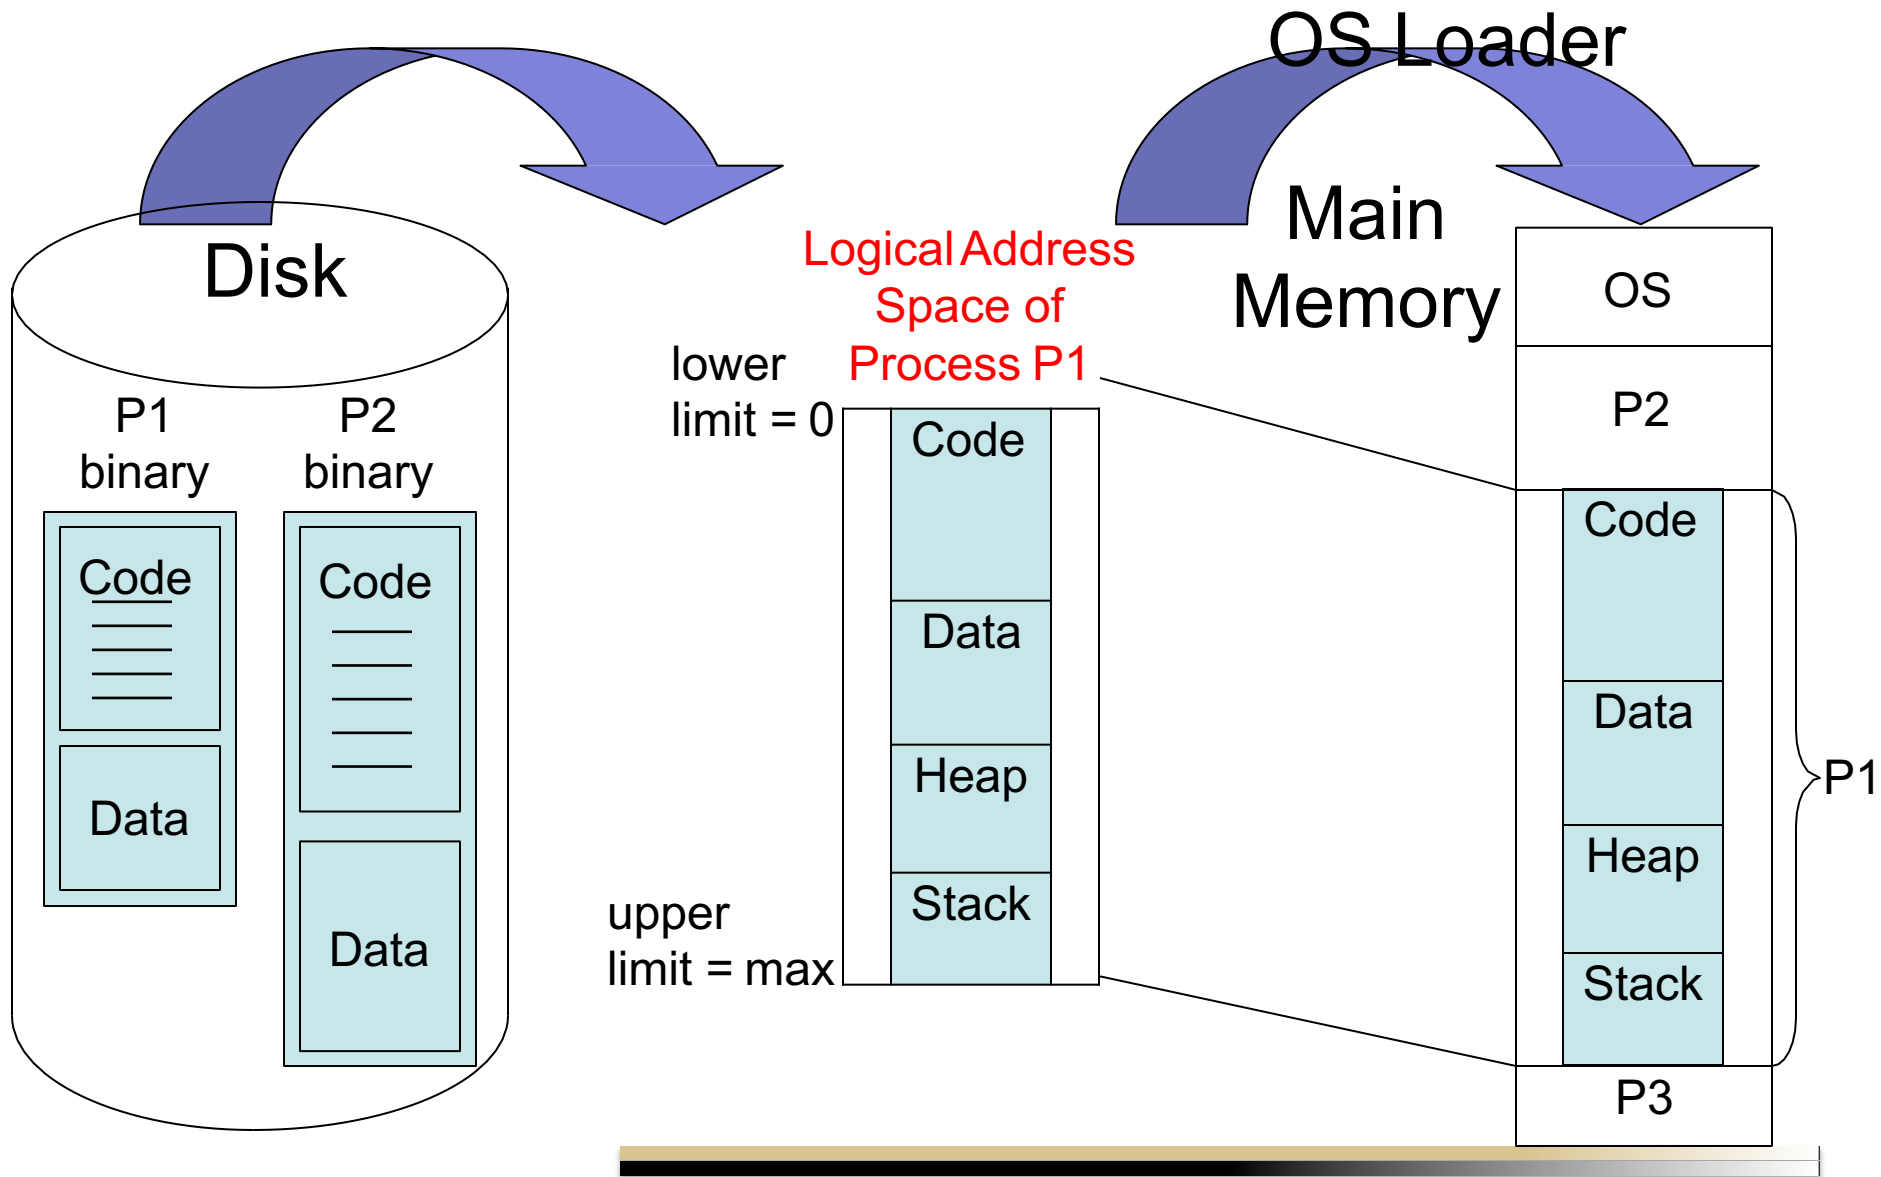 OS Loader
Disk
Main
Memory
Logical Address
Space of
Process P1
lower
limit = 0
upper
limit = max
P1
binary
Code
Data
P2
binary
Code
Data
Code
Data
Heap
Stack
OS
P2
Code
Data
Heap
Stack
P1
P3